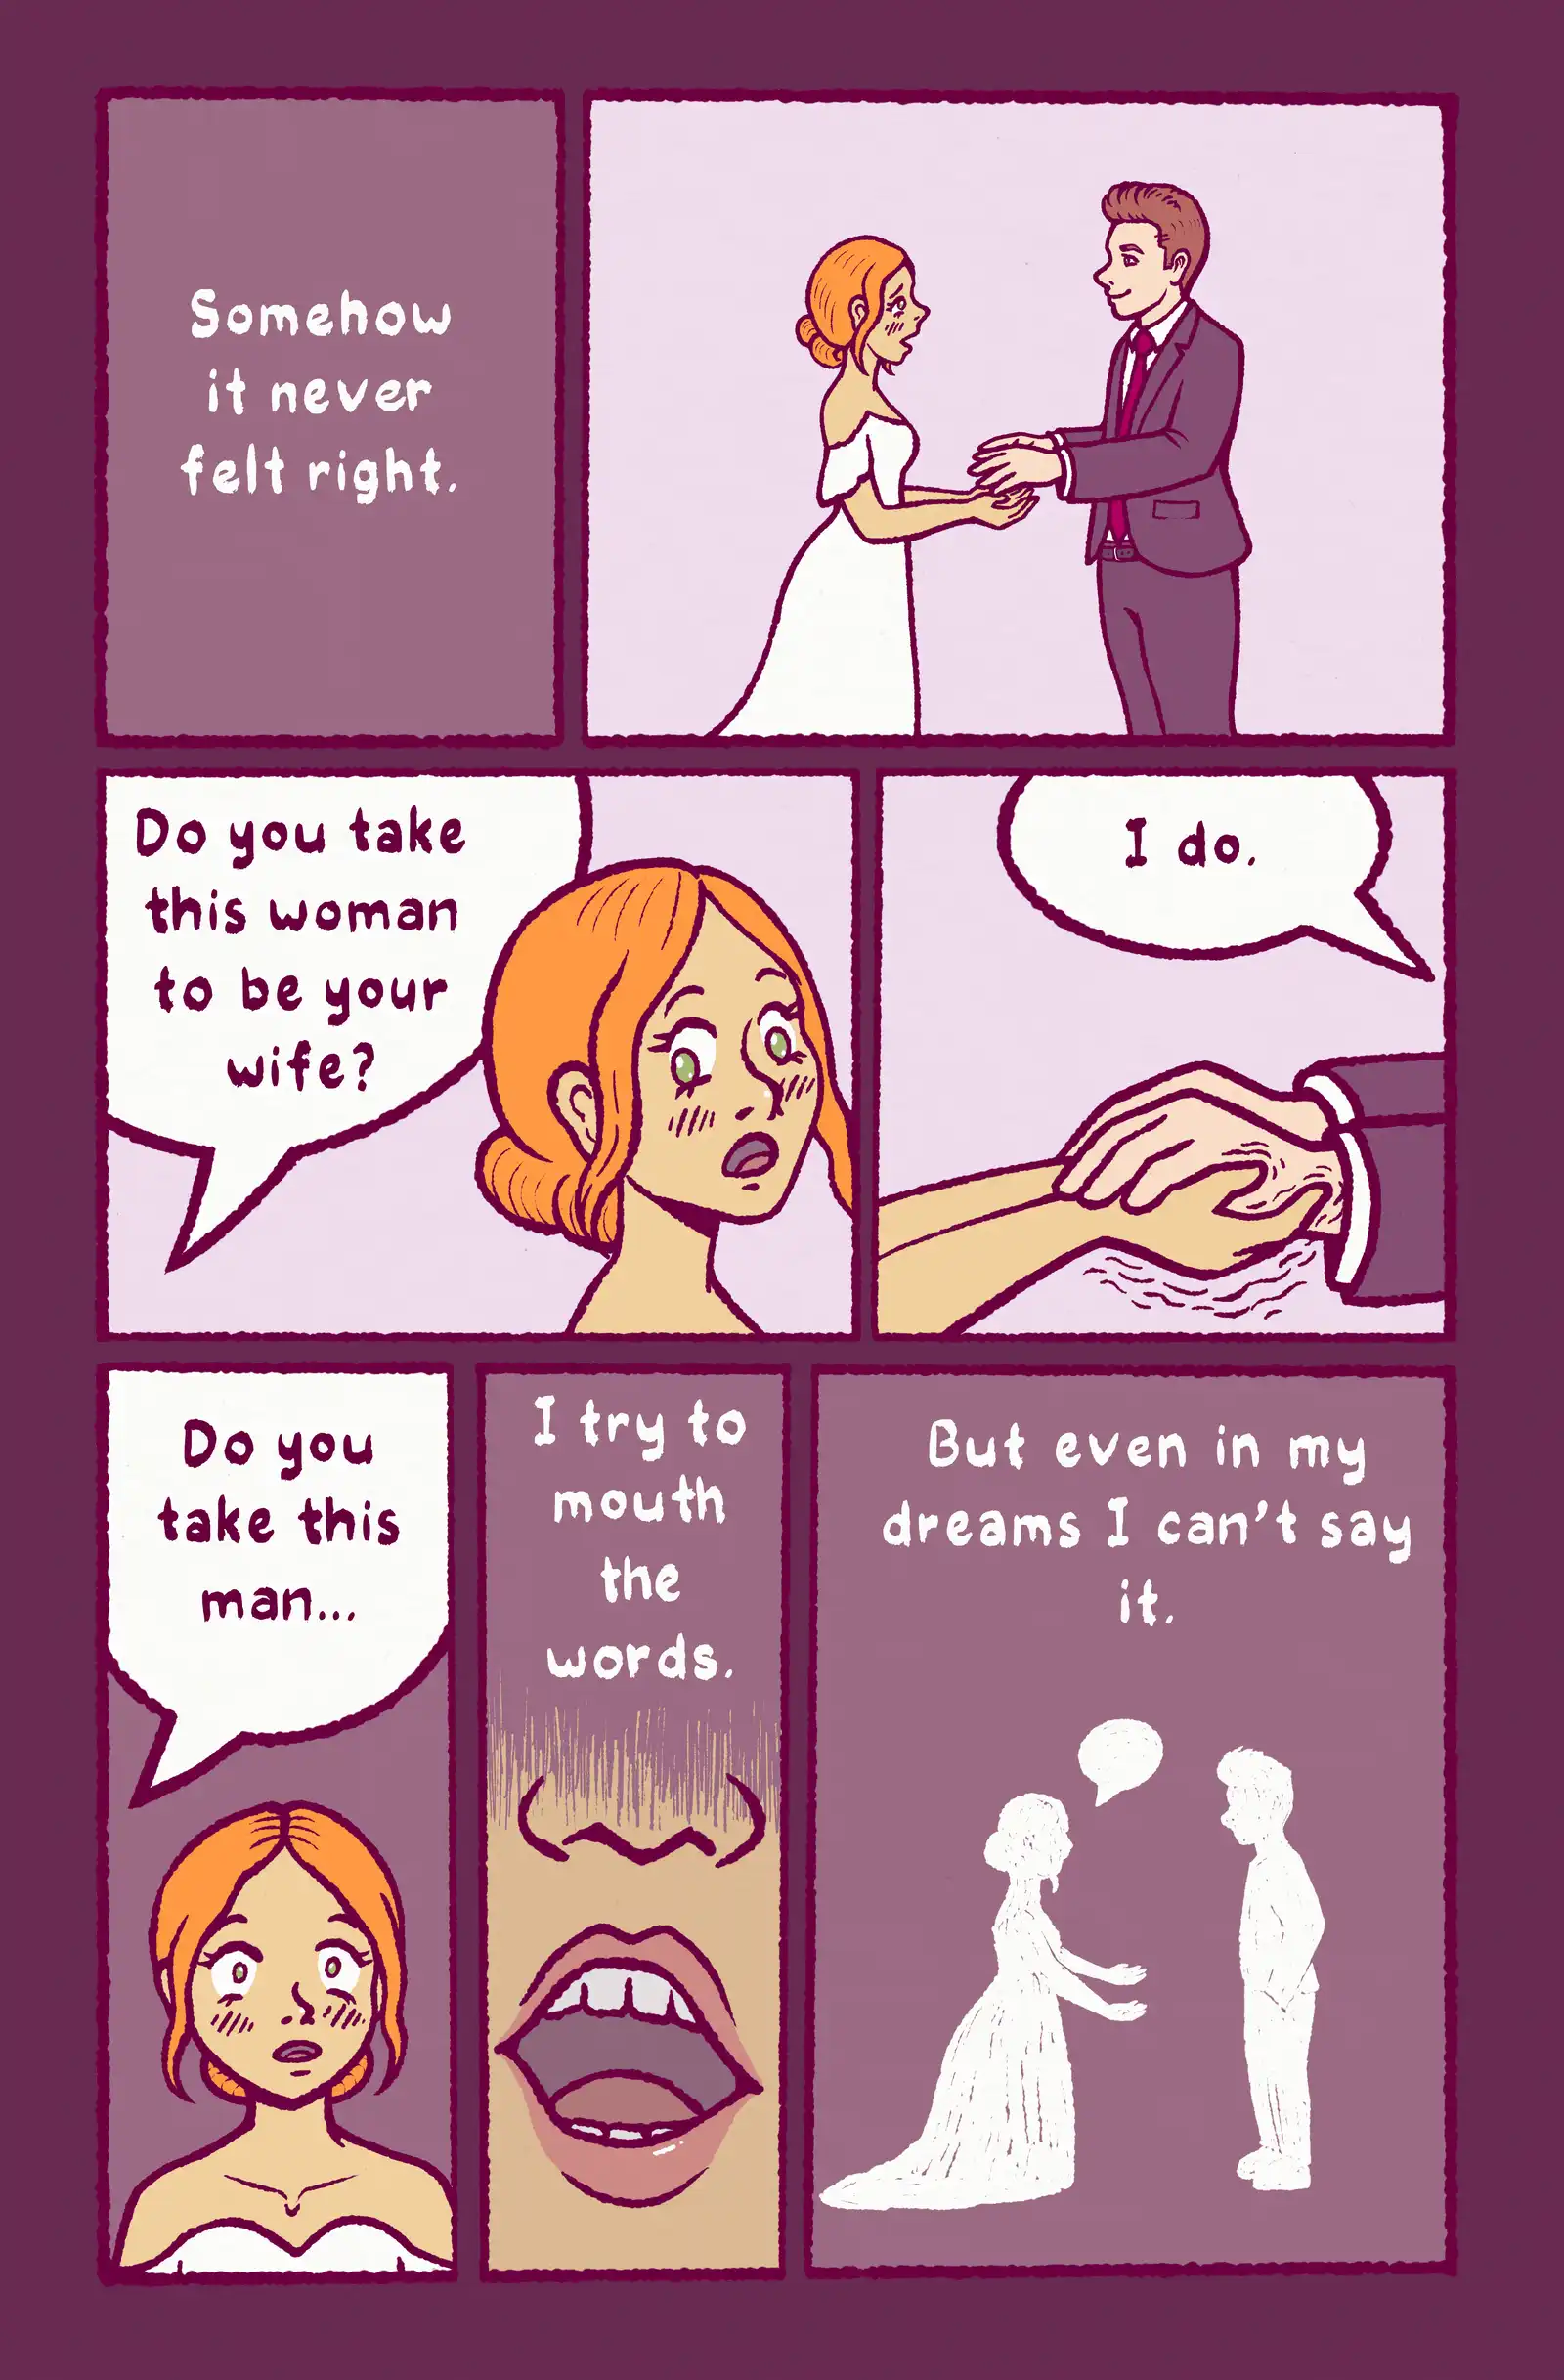 Somehow
it never
felt right.
Do you take
this woman
to be your
wife?
I do.
Do you
take this
man...
I try to
mouth
the
words.
But even in my
dreams I can't say
it.